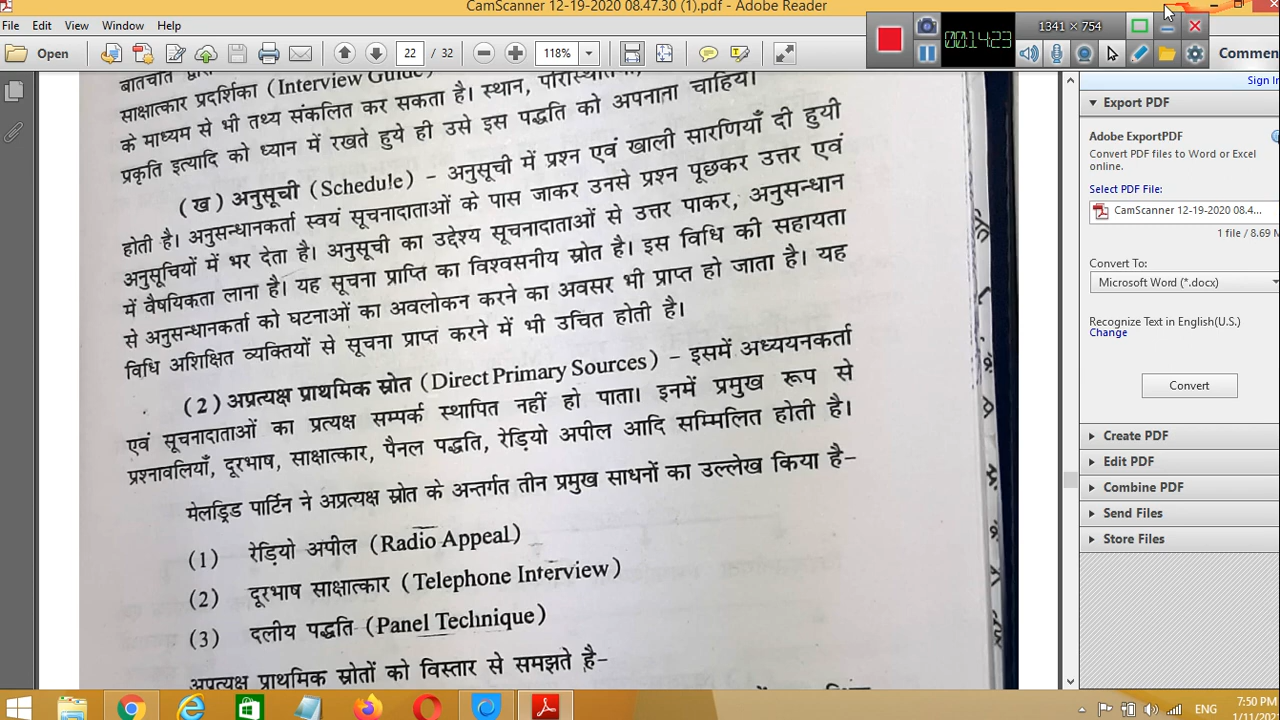 CamScanner 12-19-2020 08.47.30 (1).pdf - Adobe Reader
File Edit View Window Help
1341 × 754
00:14:23
Open 22 / 32 118% Commen
Sign In
Export PDF
Adobe ExportPDF
Convert PDF files to Word or Excel
online.
Select PDF File:
CamScanner 12-19-2020 08.4...
1 file / 8.69 M
Convert To:
Microsoft Word (*.docx)
Recognize Text in English(U.S.)
Change
Convert
Create PDF
Edit PDF
Combine PDF
Send Files
Store Files
साक्षात्कार प्रदर्शिका (Interview Guide)
के माध्यम से भी तथ्य संकलित कर सकता है। स्थान,
प्रकृति इत्यादि को ध्यान में रखते हुये ही उसे इस पद्धति को अपनाना चाहिये।
(ख) अनुसूची (Schedule) – अनुसूची में प्रश्न एवं खाली सारणियाँ दी हुयी
होती है। अनुसन्धानकर्ता स्वयं सूचनादाताओं के पास जाकर उनसे प्रश्न पूछकर उत्तर एवं
अनुसूचियों में भर देता है। अनुसूची का उद्देश्य सूचनादाताओं से उत्तर पाकर, अनुसन्धान
में वैषयिकता लाना है। यह सूचना प्राप्ति का विश्वसनीय स्रोत है। इस विधि की सहायता
से अनुसन्धानकर्ता को घटनाओं का अवलोकन करने का अवसर भी प्राप्त हो जाता है। यह
विधि अशिक्षित व्यक्तियों से सूचना प्राप्त करने में भी उचित होती है।
(2) अप्रत्यक्ष प्राथमिक स्रोत (Direct Primary Sources) – इसमें अध्ययनकर्ता
एवं सूचनादाताओं का प्रत्यक्ष सम्पर्क स्थापित नहीं हो पाता। इनमें प्रमुख रूप से
प्रश्नावलियाँ, दूरभाष, साक्षात्कार, पैनल पद्धति, रेड़ियो अपील आदि सम्मिलित होती है।
मेलड्रिड पार्टिन ने अप्रत्यक्ष स्रोत के अन्तर्गत तीन प्रमुख साधनों का उल्लेख किया है–
(1) रेड़ियो अपील (Radio Appeal)
(2) दूरभाष साक्षात्कार (Telephone Interview)
(3) दलीय पद्धति (Panel Technique)
अप्रत्यक्ष प्राथमिक स्रोतों को विस्तार से समझते है–
ENG
7:50 PM